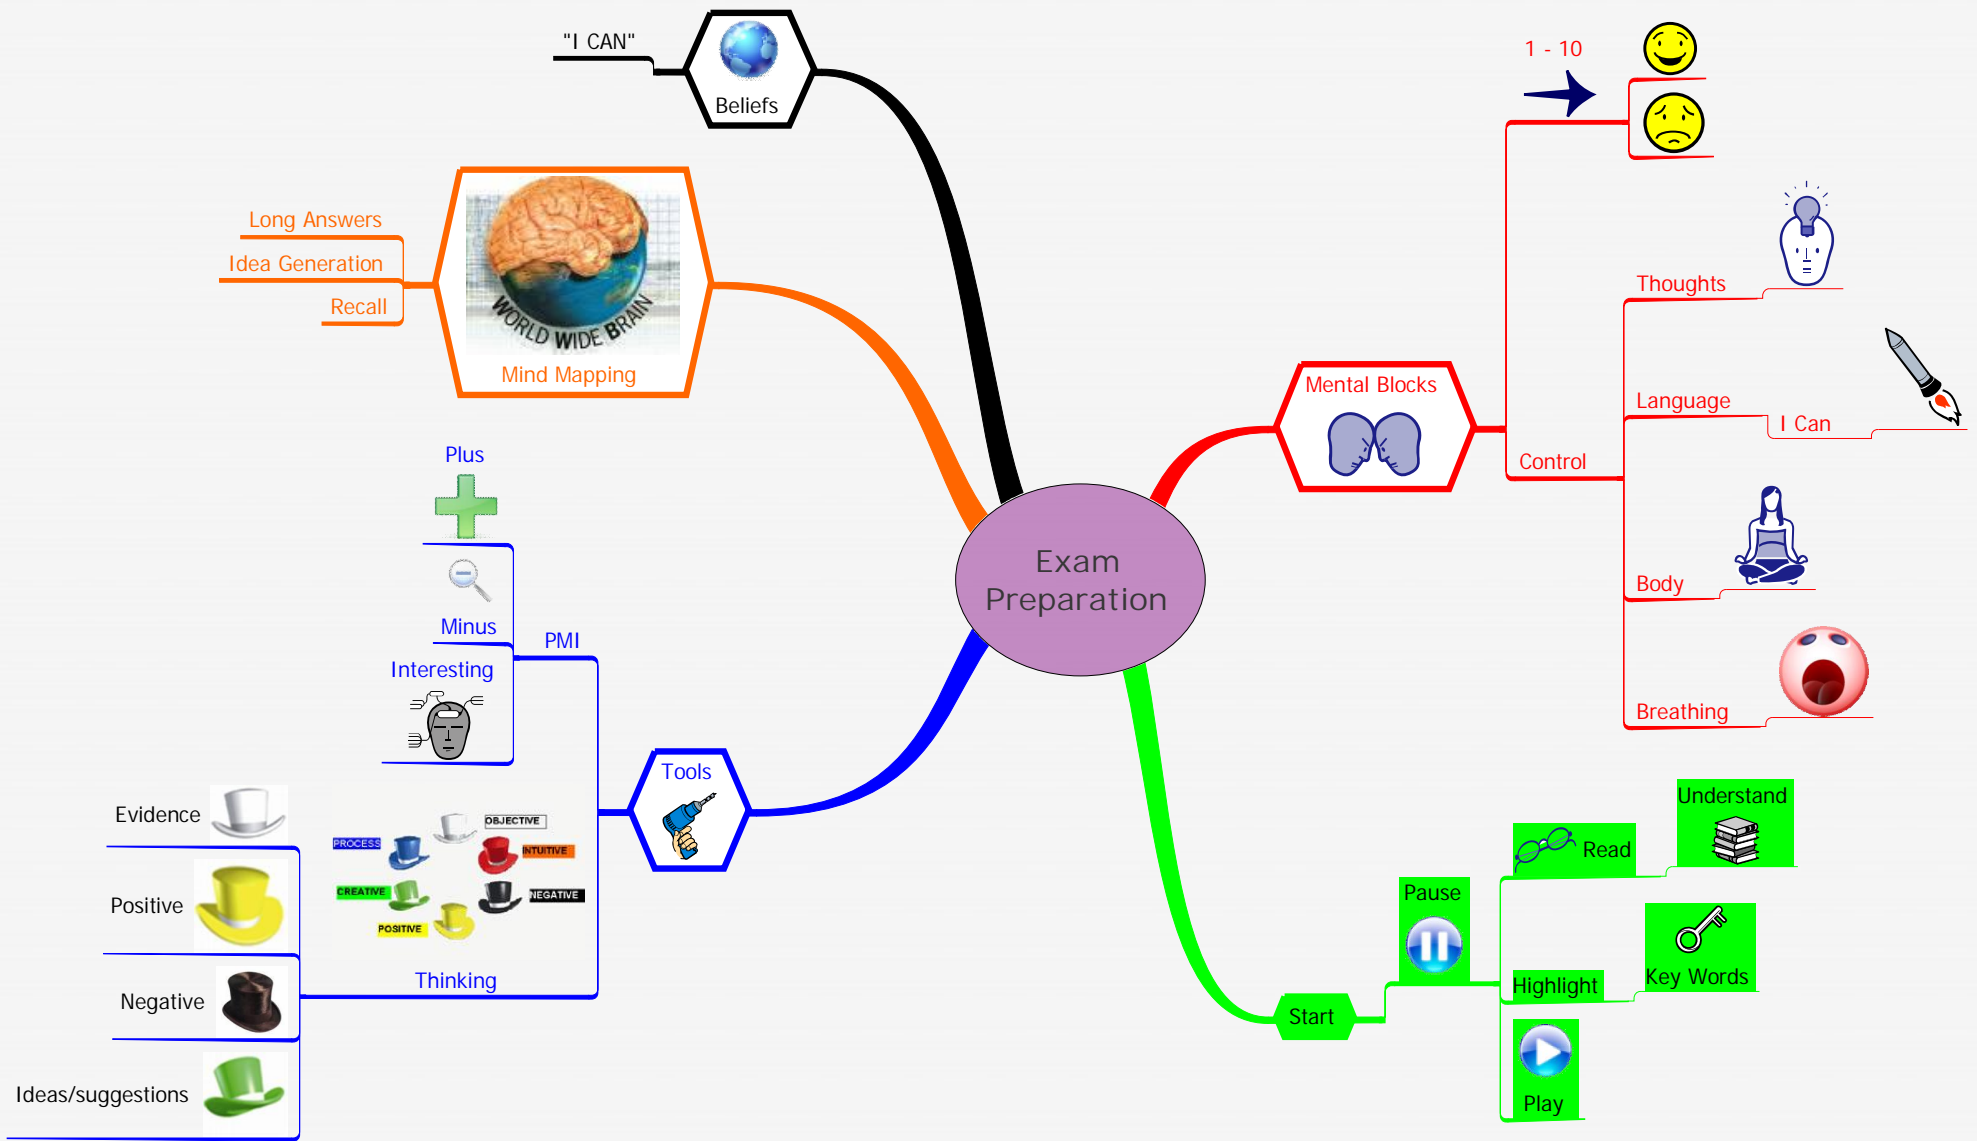 "I CAN"
Beliefs
Long Answers
Idea Generation
Recall
WORLD WIDE BRAIN
Mind Mapping
Plus
Minus
Interesting
PMI
Tools
Evidence
Positive
Negative
Ideas/suggestions
OBJECTIVE
PROCESS
INTUITIVE
CREATIVE
NEGATIVE
POSITIVE
Thinking
Exam
Preparation
1 - 10
Mental Blocks
Control
Thoughts
Language
I Can
Body
Breathing
Start
Pause
Read
Understand
Highlight
Key Words
Play